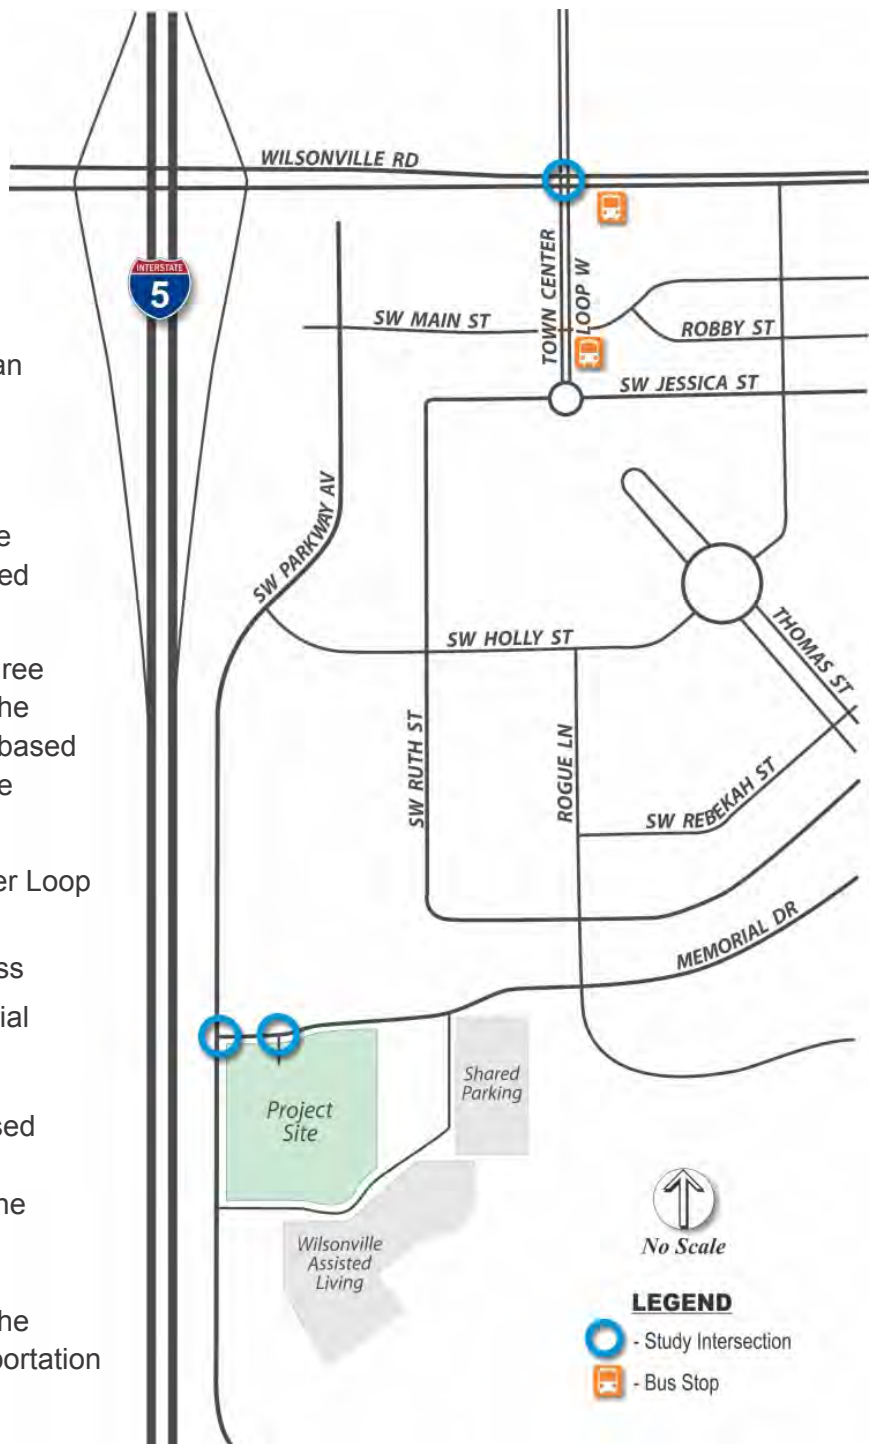 WILSONVILLE RD
INTERSTATE
5
TOWN CENTER
LOOP W
SW MAIN ST
ROBBY ST
SW JESSICA ST
an
SW PARKWAY AV
e
ed
SW HOLLY ST
THOMAS ST
ree
he
based
e
SW RUTH ST
ROGUE LN
SW REBEKAH ST
er Loop
MEMORIAL DR
ss
ial
Shared
Parking
Project
Site
sed
he
No Scale
Wilsonville
Assisted
Living
LEGEND
- Study Intersection
- Bus Stop
he
portation